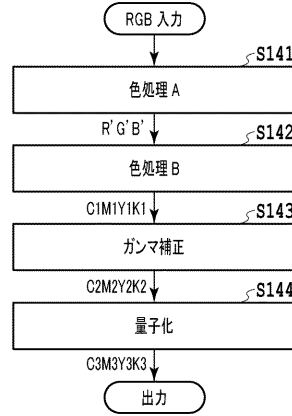 RGB 入力
S141
色処理 A
R'G'B'
S142
色処理 B
C1M1Y1K1
S143
ガンマ補正
C2M2Y2K2
S144
量子化
C3M3Y3K3
出力